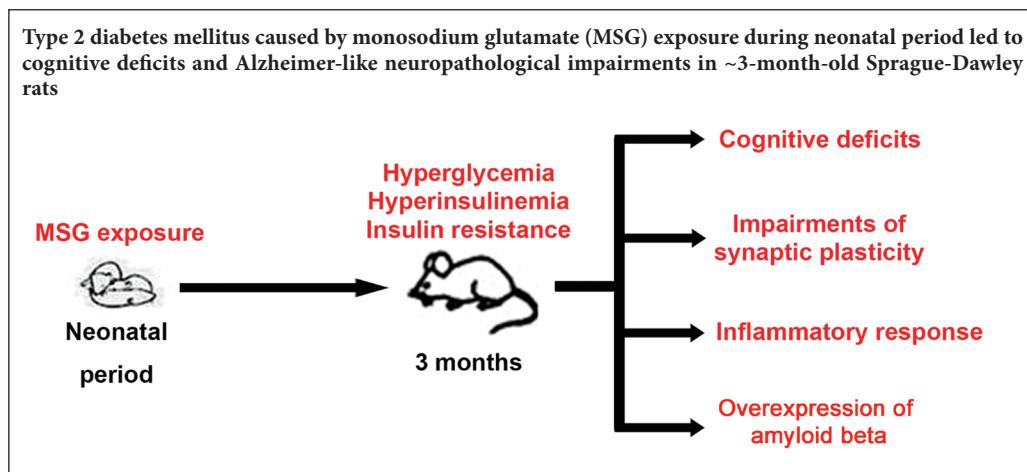 Type 2 diabetes mellitus caused by monosodium glutamate (MSG) exposure during neonatal period led to
cognitive deficits and Alzheimer-like neuropathological impairments in ~3-month-old Sprague-Dawley
rats
MSG exposure
Neonatal
period
Hyperglycemia
Hyperinsulinemia
Insulin resistance
3 months
Cognitive deficits
Impairments of
synaptic plasticity
Inflammatory response
Overexpression of
amyloid beta